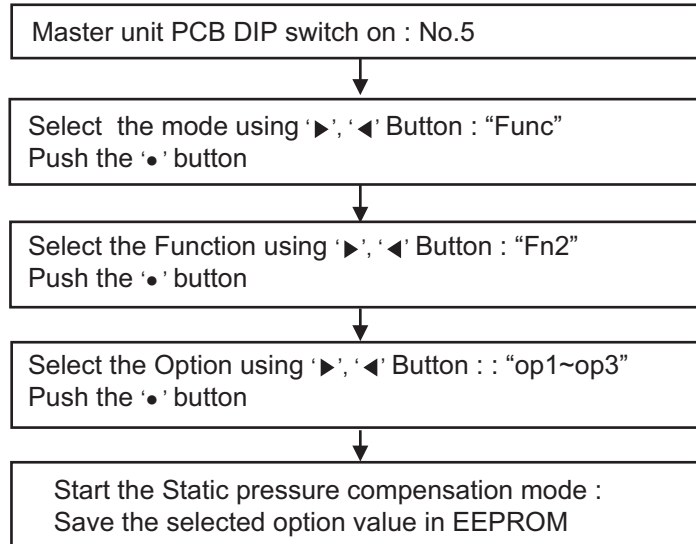 Master unit PCB DIP switch on : No.5
Select the mode using ‘▶’, ‘◀’ Button : “Func”
Push the ‘●’ button
Select the Function using ‘▶’, ‘◀’ Button : “Fn2”
Push the ‘●’ button
Select the Option using ‘▶’, ‘◀’ Button : : “op1~op3”
Push the ‘●’ button
Start the Static pressure compensation mode :
Save the selected option value in EEPROM